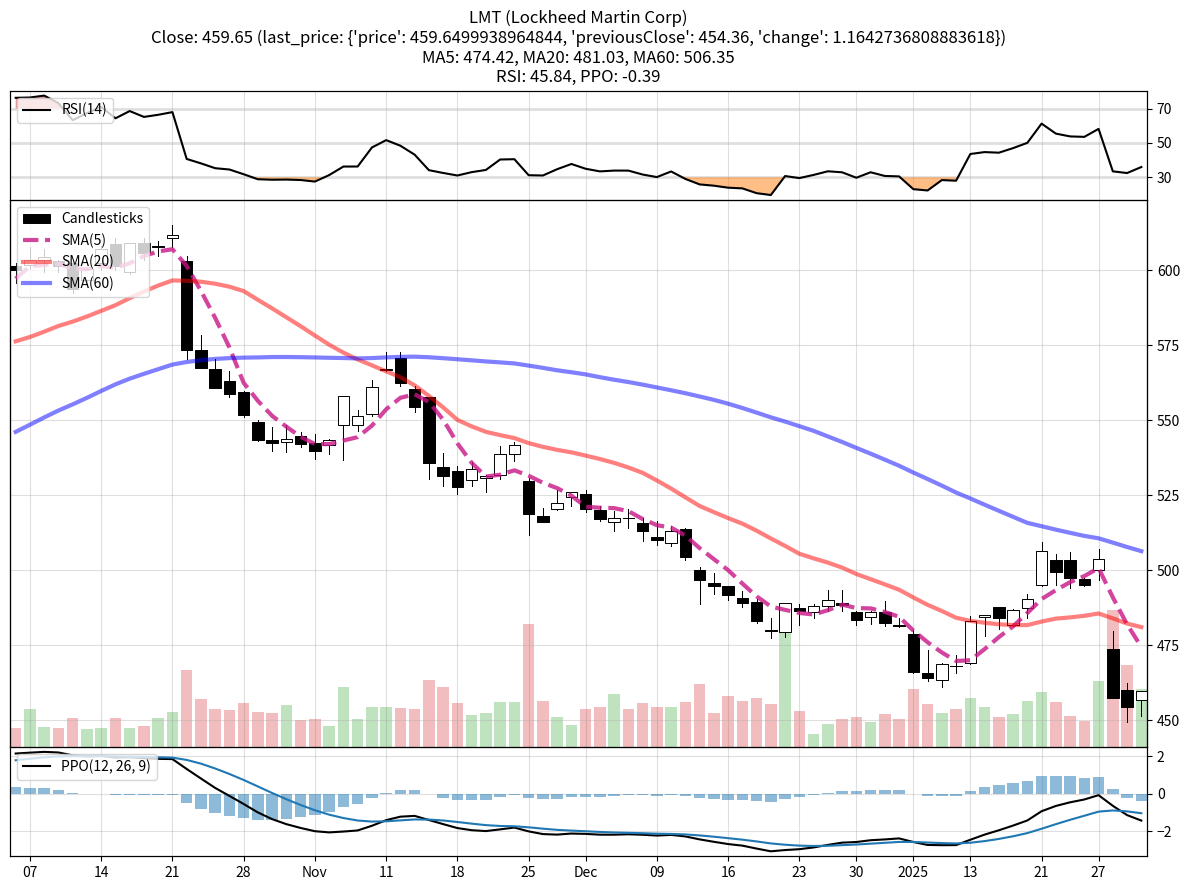 LMT (Lockheed Martin Corp)
Close: 459.65 (last_price: {'price': 459.6499938964844, 'previousClose': 454.36, 'change': 1.1642736808883618})
MA5: 474.42, MA20: 481.03, MA60: 506.35
RSI: 45.84, PPO: -0.39
RSI(14)
70
50
30
Candlesticks
SMA(5)
SMA(20)
SMA(60)
600
575
550
525
500
475
450
PPO(12, 26, 9)
2
0
−2
07 14 21 28 Nov 11 18 25 Dec 09 16 23 30 2025 13 21 27